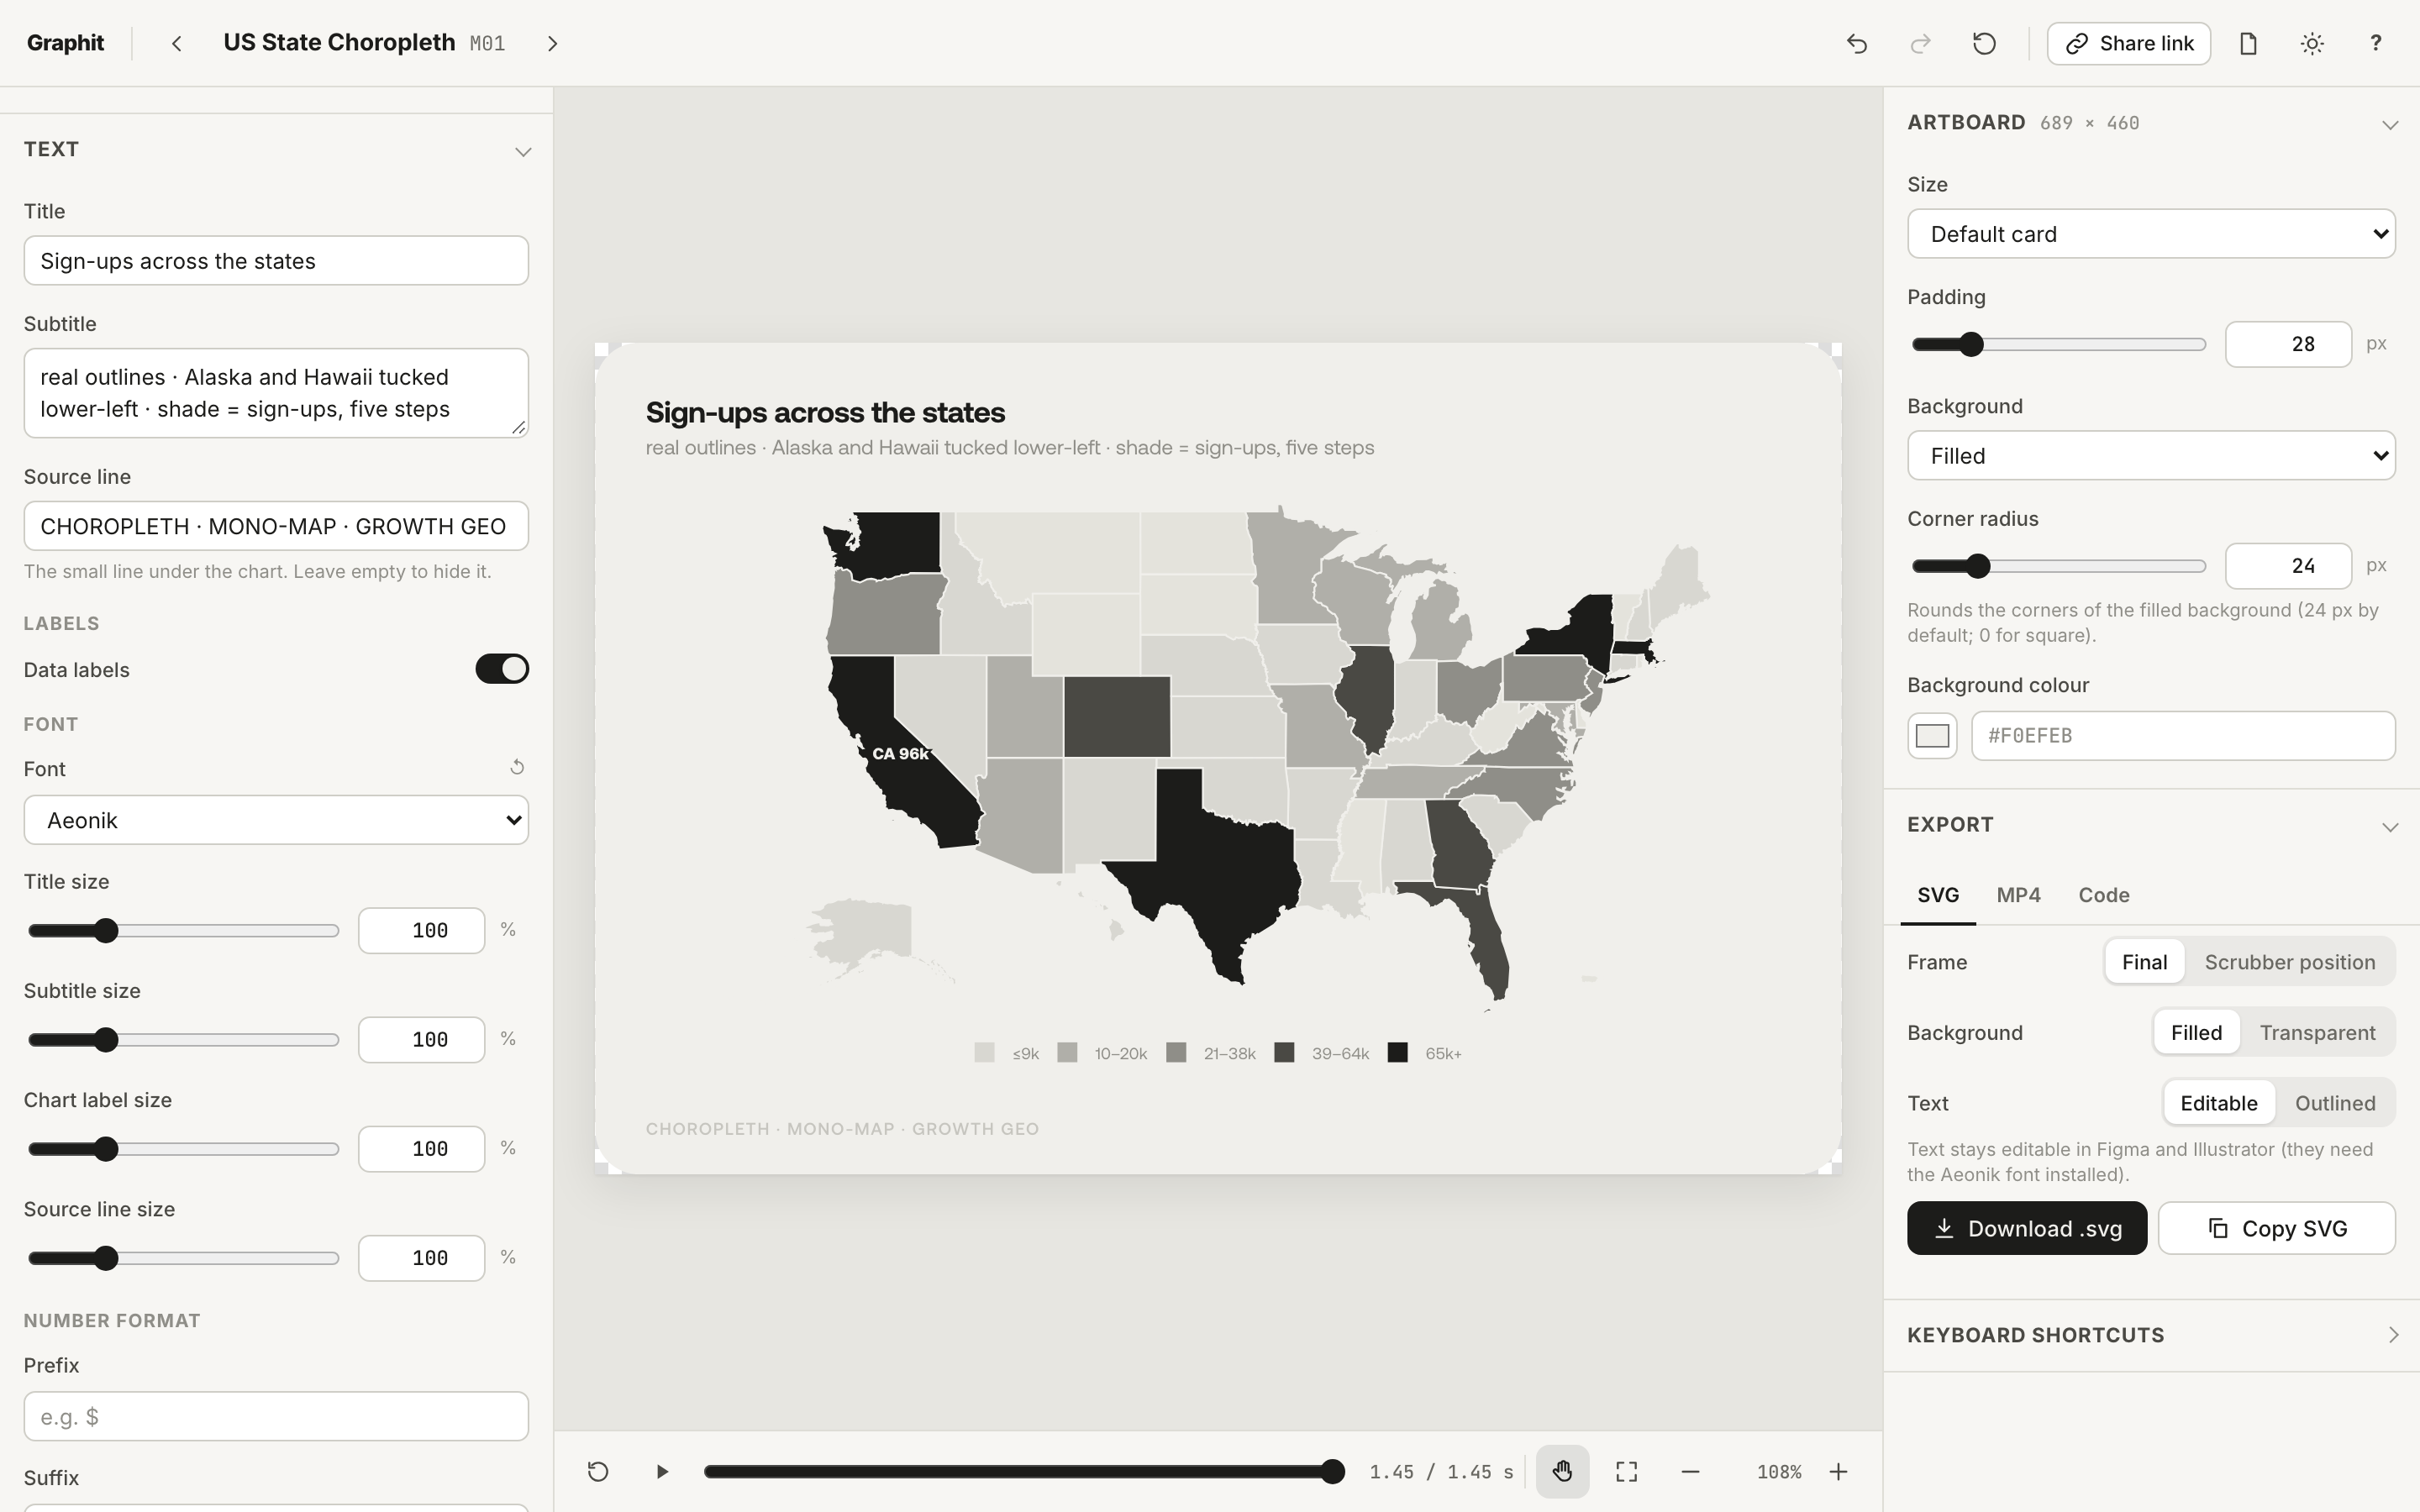 Graphit
US State Choropleth M01
Share link
?
TEXT
Title
Sign-ups across the states
Subtitle
real outlines · Alaska and Hawaii tucked
lower-left · shade = sign-ups, five steps
Source line
CHOROPLETH · MONO-MAP · GROWTH GEO
The small line under the chart. Leave empty to hide it.
LABELS
Data labels
FONT
Font
Aeonik
Title size
100 %
Subtitle size
100 %
Chart label size
100 %
Source line size
100 %
NUMBER FORMAT
Prefix
e.g. $
Suffix
Sign-ups across the states
real outlines · Alaska and Hawaii tucked lower-left · shade = sign-ups, five steps
CA 96k
≤9k 10–20k 21–38k 39–64k 65k+
CHOROPLETH · MONO-MAP · GROWTH GEO
1.45 / 1.45 s
108%
ARTBOARD 689 × 460
Size
Default card
Padding
28 px
Background
Filled
Corner radius
24 px
Rounds the corners of the filled background (24 px by
default; 0 for square).
Background colour
#F0EFEB
EXPORT
SVG MP4 Code
Frame Final Scrubber position
Background Filled Transparent
Text Editable Outlined
Text stays editable in Figma and Illustrator (they need
the Aeonik font installed).
Download .svg Copy SVG
KEYBOARD SHORTCUTS